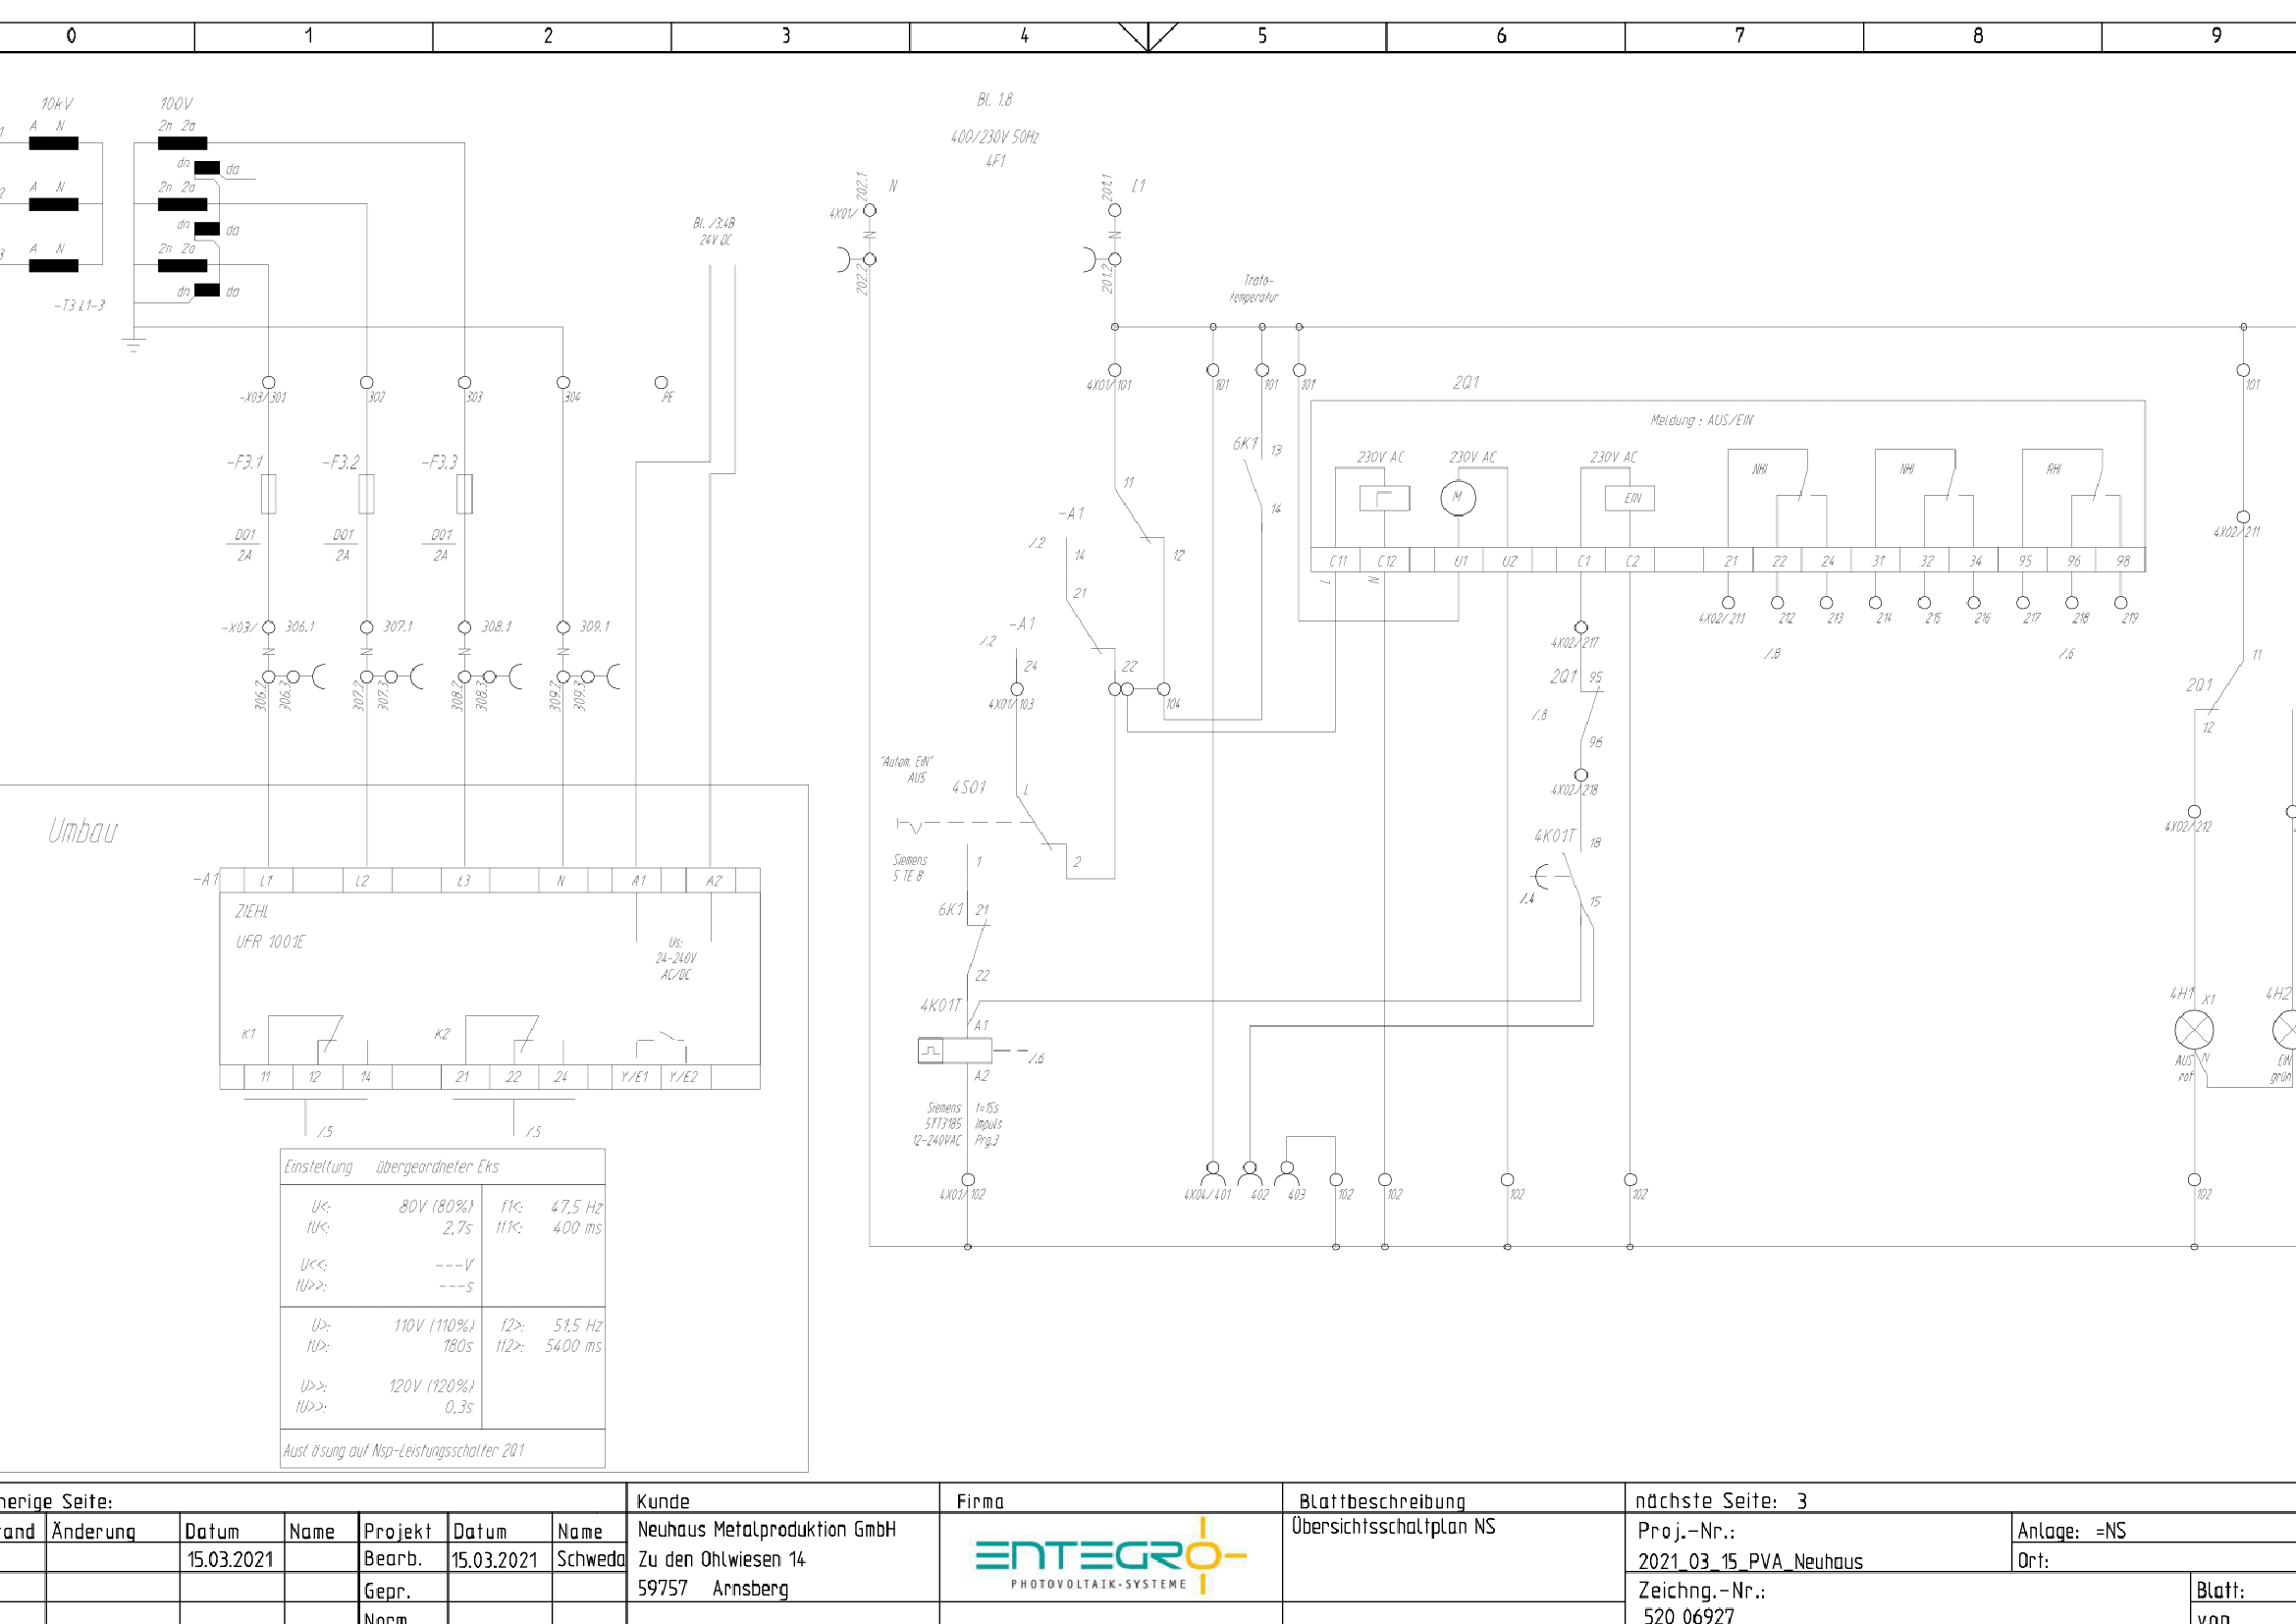 0 1 2 3 4 5 6 7 8 9
10kV 100V
A N 2n 2a
dn da
A N 2n 2a
dn da
A N 2n 2a
dn da
-T3 L1-3
Bl. /3.4B
24V DC
Bl. 1.8
400/230V 50Hz
4F1
4X01/ 202.1 N
202.2
201.1 L1
201.2
Trafo-
temperatur
-X03/301 302 303 304 PE
-F3.1 -F3.2 -F3.3
D01 D01 D01
2A 2A 2A
-X03/ 306.1 307.1 308.1 309.1
306.2 306.3 307.2 307.3 308.2 308.3 309.2 309.3
4X01/101 101 101 101
6K1 13
14
11
-A1
/.2 14 12
21
-A1
/.2 24 22
4X01/103 104
"Autom. EIN"
AUS
4S01 L
Siemens
5 TE 8
1 2
6K1 21
22
4K01T
A1
/.6
A2
Siemens t=15s
5TT3185 Impuls
12-240VAC Prg.3
4X01/102
2Q1
Meldung : AUS/EIN
230V AC 230V AC 230V AC
M EIN NHI NHI RHI
C11 C12 U1 U2 C1 C2 21 22 24 31 32 34 95 96 98
L N
4X02/211 212 213 214 215 216 217 218 219
/.8 /.6
4X02/217
2Q1 95
/.8
96
4X02/218
4K01T 18
/.4 15
4X04/401 402 403 102 102 102 102
101
4X02/211
11
2Q1
12
4X02/212
4H1 X1 4H2
AUS N
rot
EIN
grün
102
Umbau
-A1 L1 L2 L3 N A1 A2
ZIEHL
UFR 1001E
Us:
24-240V
AC/DC
K1 K2
11 12 14 21 22 24 Y/E1 Y/E2
/.5 /.5
Einstellung übergeordneter Eks
U<: 80V (80%) f1<: 47,5 Hz
tU<: 2,7s tf1<: 400 ms
U<<: ---V
tU>>: ---s
U>: 110V (110%) f2>: 51,5 Hz
tU>: 180s tf2>: 5400 ms
U>>: 120V (120%)
tU>>: 0,3s
Ausl ösung auf Nsp-Leistungsschalter 2Q1
herige Seite:
and Änderung Datum Name Projekt Datum Name
15.03.2021 Bearb. 15.03.2021 Schweda
Gepr.
Norm
Kunde
Neuhaus Metalproduktion GmbH
Zu den Ohlwiesen 14
59757 Arnsberg
Firma
ENTEGRO
PHOTOVOLTAIK-SYSTEME
Blattbeschreibung
Übersichtsschaltplan NS
nächste Seite: 3
Proj.-Nr.:
2021_03_15_PVA_Neuhaus
Anlage: =NS
Ort:
Zeichng.-Nr.:
520 06927
Blatt:
von